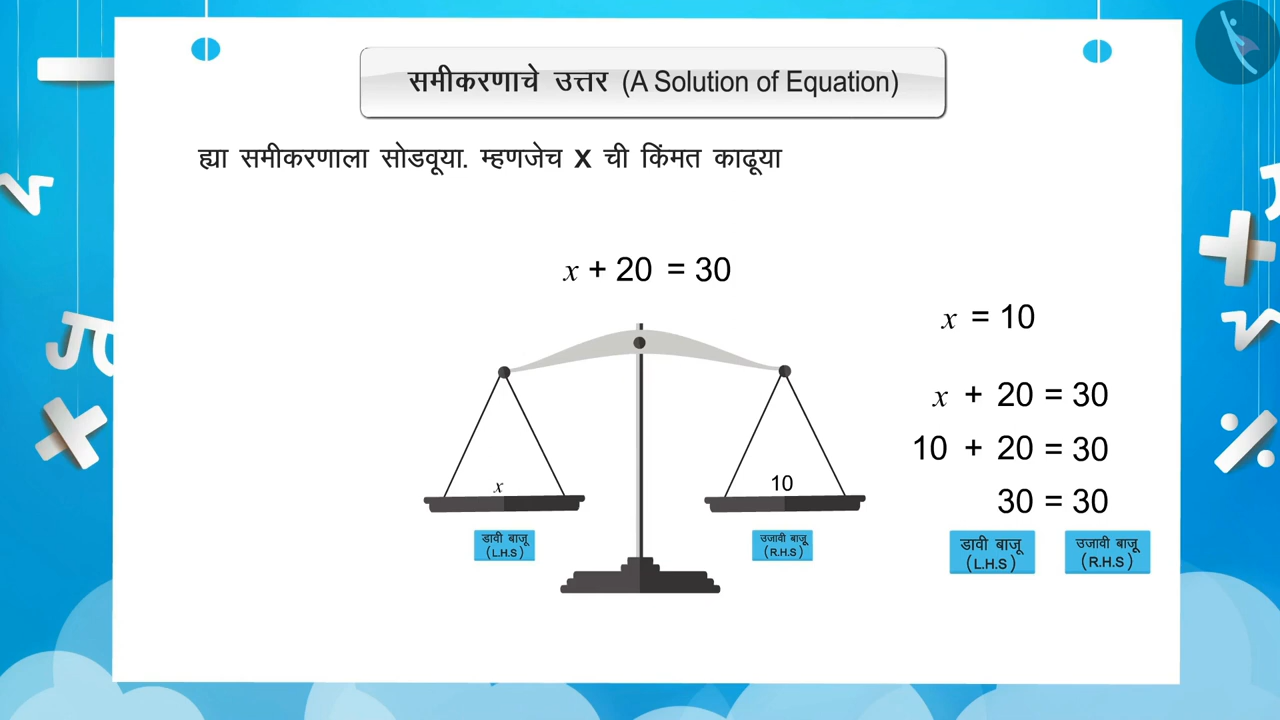 समीकरणाचे उत्तर (A Solution of Equation)
ह्या समीकरणाला सोडवूया. म्हणजेच X ची किंमत काढूया
x + 20 = 30
x
10
डावी बाजू
(L.H.S)
उजावी बाजू
(R.H.S)
x = 10
x + 20 = 30
10 + 20 = 30
30 = 30
डावी बाजू
(L.H.S)
उजावी बाजू
(R.H.S)